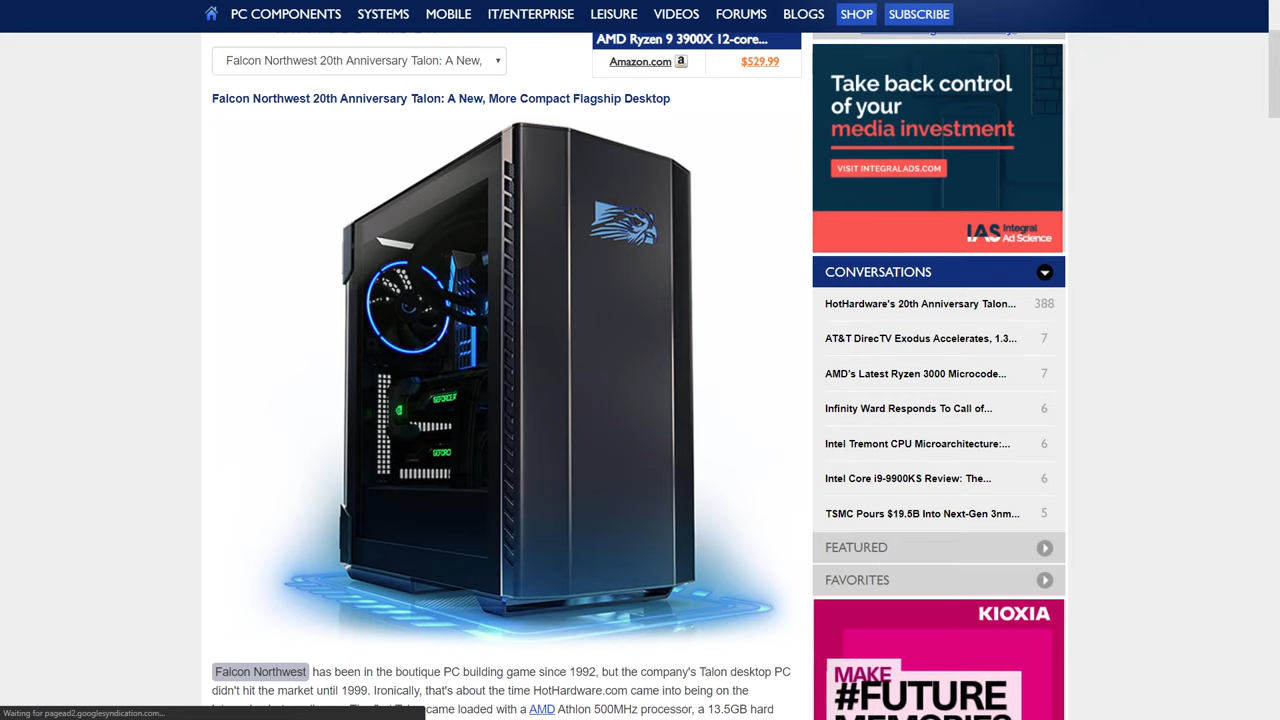 PC COMPONENTS SYSTEMS MOBILE IT/ENTERPRISE LEISURE VIDEOS FORUMS BLOGS SHOP SUBSCRIBE
AMD Ryzen 9 3900X 12-core...
Amazon.com a $529.99
Falcon Northwest 20th Anniversary Talon: A New,
Falcon Northwest 20th Anniversary Talon: A New, More Compact Flagship Desktop
GEFORCE
GEFORC
Falcon Northwest has been in the boutique PC building game since 1992, but the company's Talon desktop PC
didn't hit the market until 1999. Ironically, that's about the time HotHardware.com came into being on the
came loaded with a AMD Athlon 500MHz processor, a 13.5GB hard
Waiting for pagead2.googlesyndication.com...
Take back control
of your
media investment
VISIT INTEGRALADS.COM
IAS Integral
Ad Science
CONVERSATIONS
HotHardware's 20th Anniversary Talon... 388
AT&T DirecTV Exodus Accelerates, 1.3... 7
AMD's Latest Ryzen 3000 Microcode... 7
Infinity Ward Responds To Call of... 6
Intel Tremont CPU Microarchitecture:... 6
Intel Core i9-9900KS Review: The... 6
TSMC Pours $19.5B Into Next-Gen 3nm... 5
FEATURED
FAVORITES
KIOXIA
MAKE
#FUTURE
MEMORIES